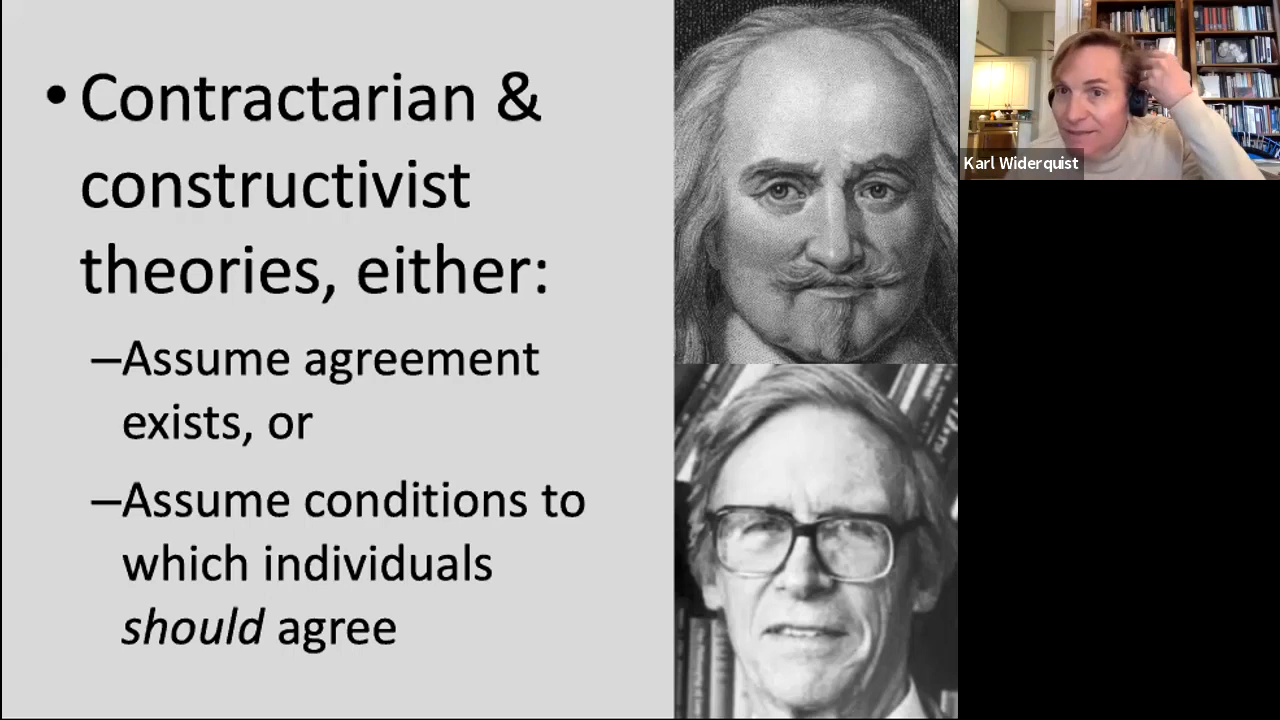 • Contractarian &
constructivist
theories, either:
–Assume agreement
exists, or
–Assume conditions to
which individuals
should agree
Karl Widerquist